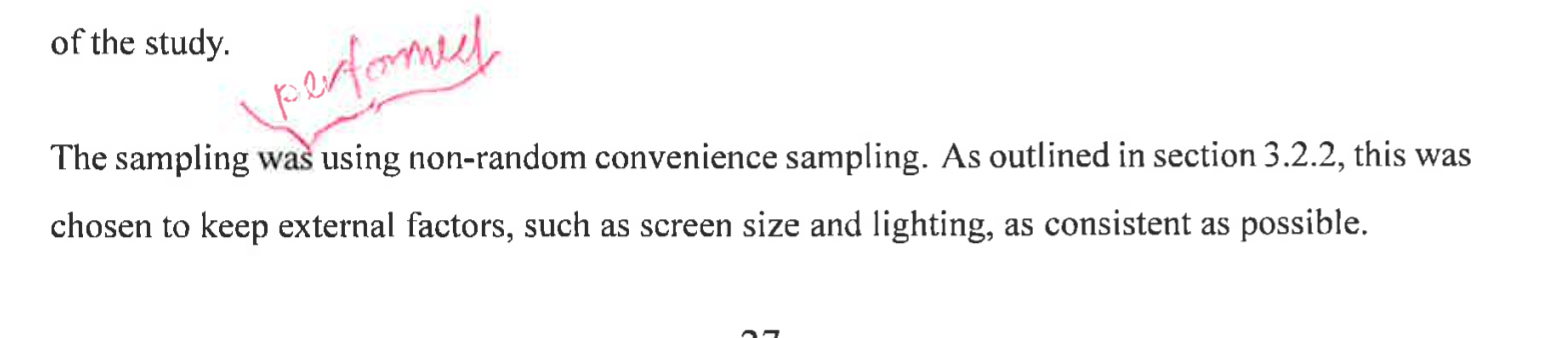 of the study.
performed
The sampling was using non-random convenience sampling. As outlined in section 3.2.2, this was
chosen to keep external factors, such as screen size and lighting, as consistent as possible.